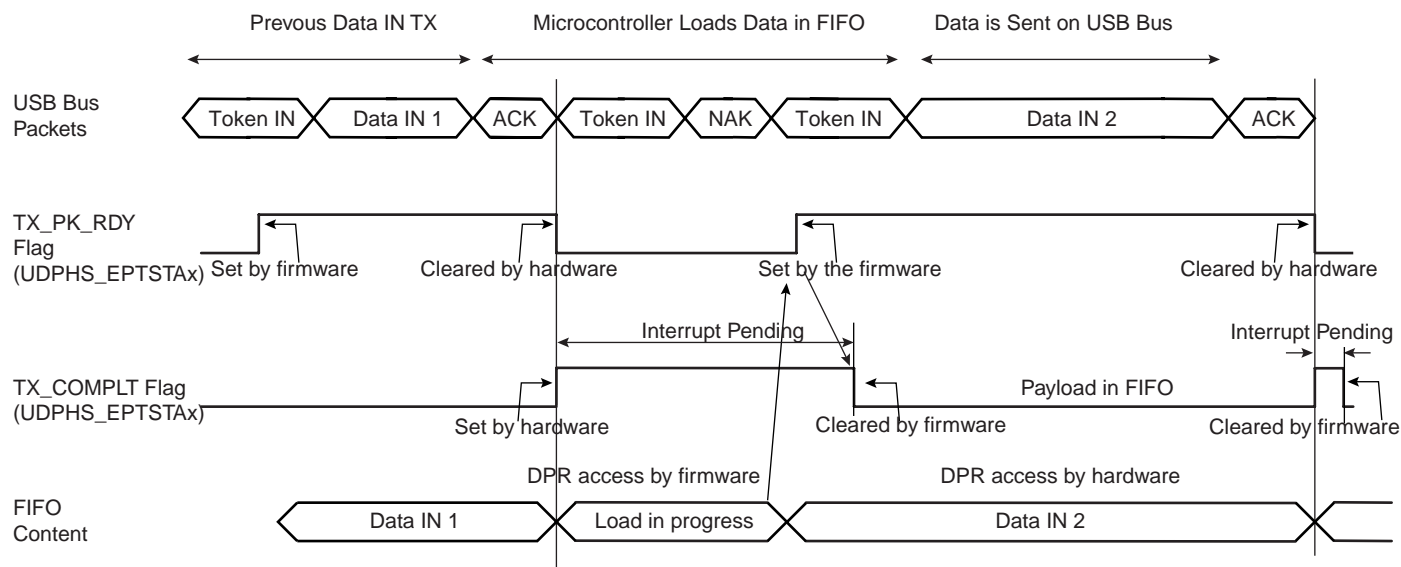 Prevous Data IN TX
Microcontroller Loads Data in FIFO
Data is Sent on USB Bus
USB Bus
Packets
Token IN
Data IN 1
ACK
Token IN
NAK
Token IN
Data IN 2
ACK
TX_PK_RDY
Flag
(UDPHS_EPTSTAx)
Set by firmware
Cleared by hardware
Set by the firmware
Cleared by hardware
Interrupt Pending
Interrupt Pending
TX_COMPLT Flag
(UDPHS_EPTSTAx)
Payload in FIFO
Set by hardware
Cleared by firmware
Cleared by firmware
DPR access by firmware
DPR access by hardware
FIFO
Content
Data IN 1
Load in progress
Data IN 2